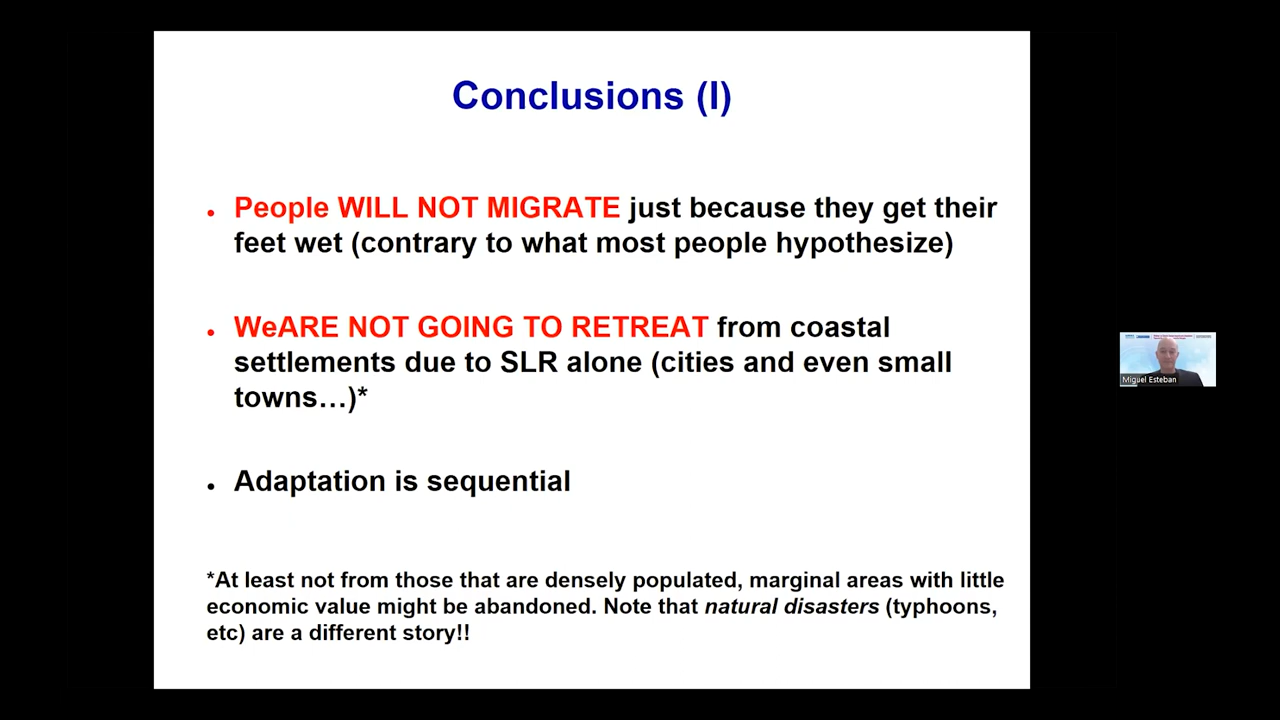 Conclusions (I)
• People WILL NOT MIGRATE just because they get their
feet wet (contrary to what most people hypothesize)
• WeARE NOT GOING TO RETREAT from coastal
settlements due to SLR alone (cities and even small
towns…)*
• Adaptation is sequential
*At least not from those that are densely populated, marginal areas with little
economic value might be abandoned. Note that natural disasters (typhoons,
etc) are a different story!!
Miguel Esteban